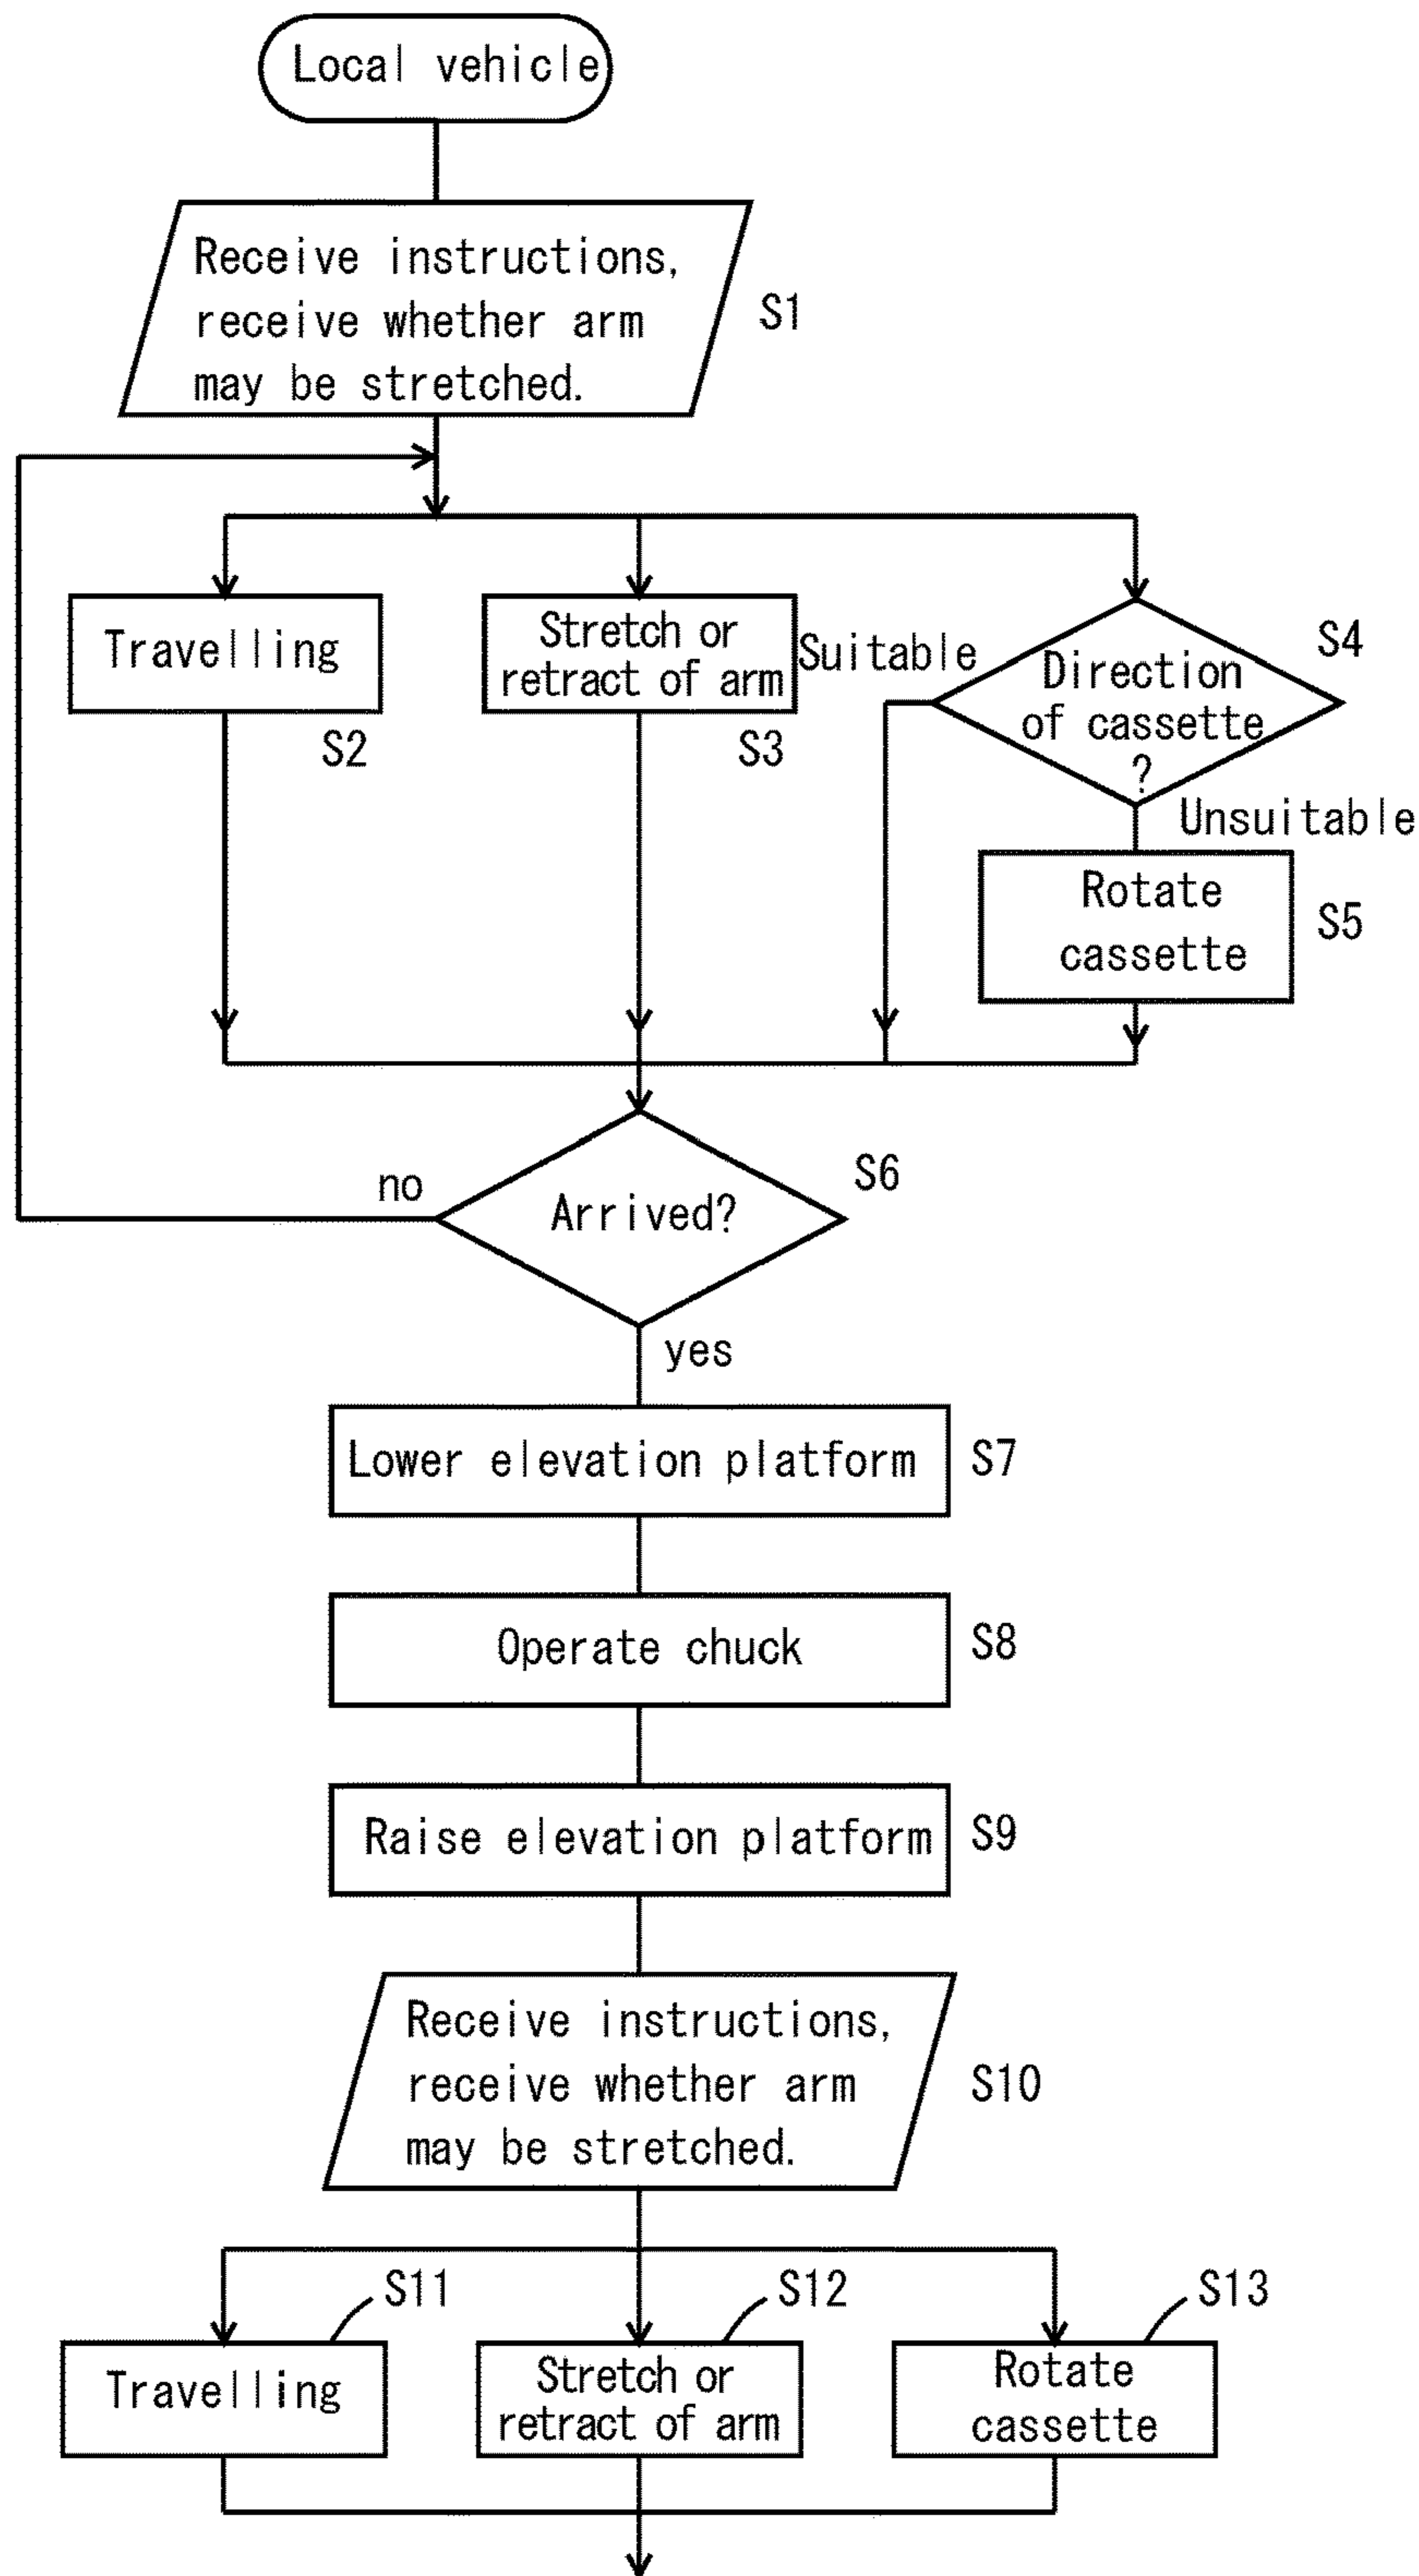 Local vehicle
Receive instructions,
receive whether arm
may be stretched.
S1
Travelling
S2
Stretch or
retract of arm
S3
Suitable
Direction
of cassette
?
S4
Unsuitable
Rotate
cassette
S5
Arrived?
S6
no
yes
Lower elevation platform
S7
Operate chuck
S8
Raise elevation platform
S9
Receive instructions,
receive whether arm
may be stretched.
S10
S11
Travelling
S12
Stretch or
retract of arm
S13
Rotate
cassette